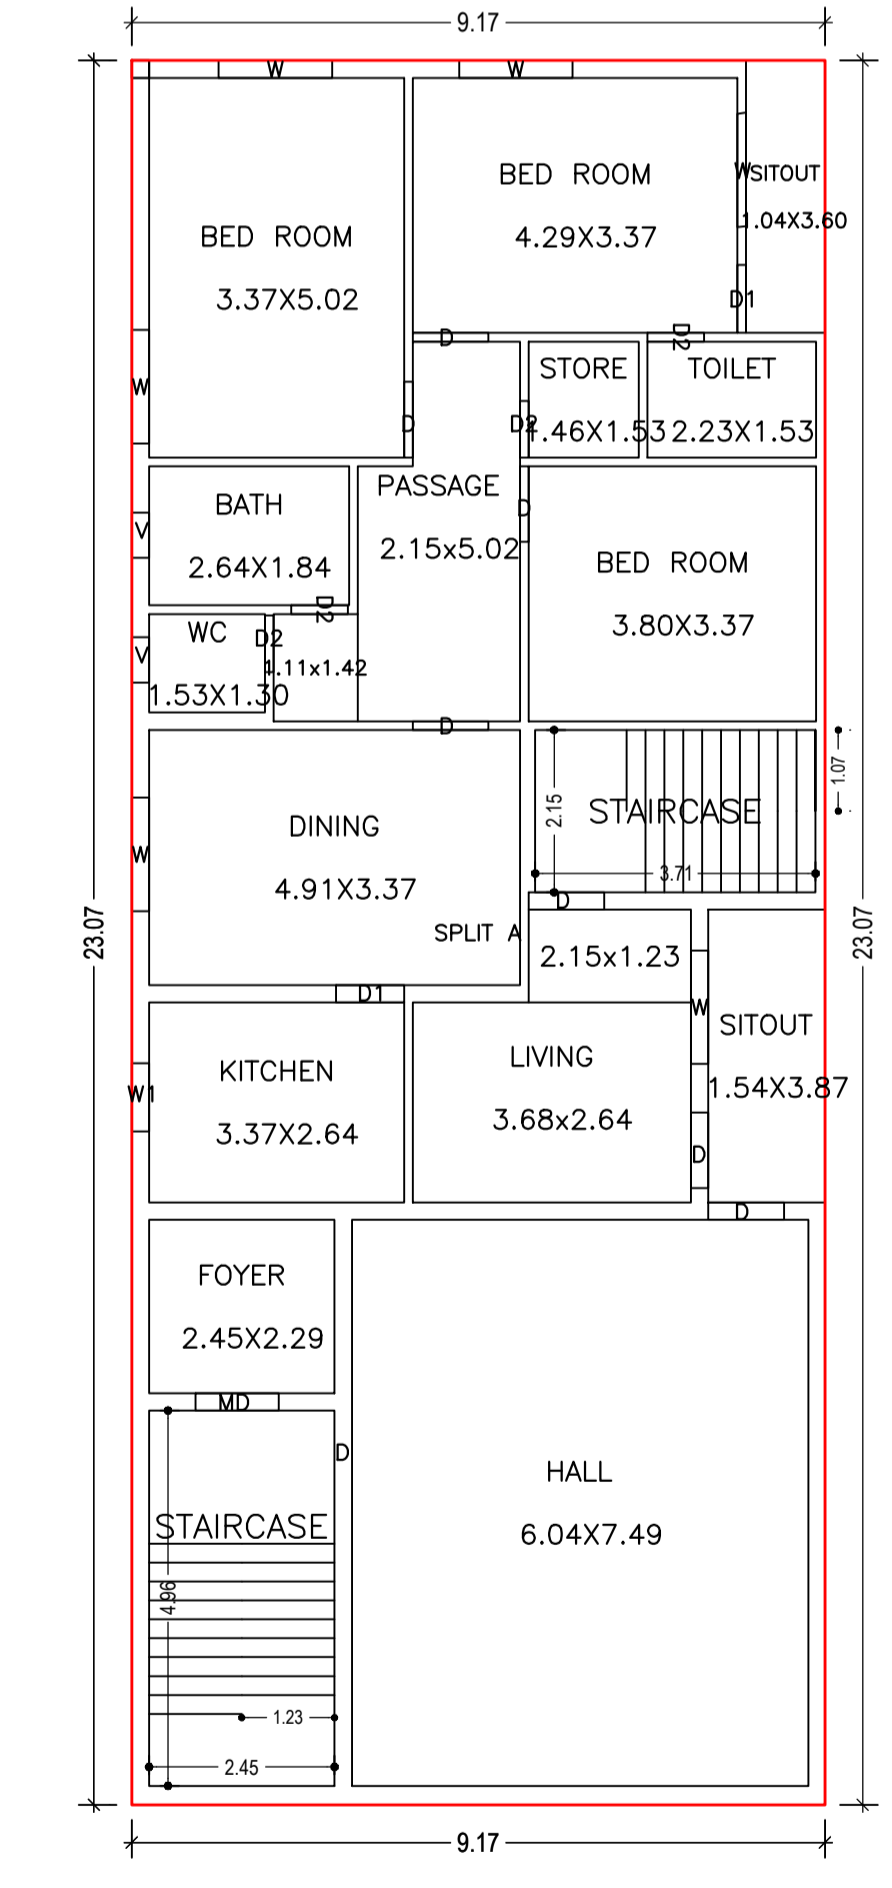 9.17
W
W
BED ROOM
4.29X3.37
W
SITOUT
1.04X3.60
BED ROOM
3.37X5.02
D1
D
D2
W
STORE
1.46X1.53
TOILET
2.23X1.53
D
D2
PASSAGE
2.15x5.02
BATH
2.64X1.84
V
D
BED ROOM
3.80X3.37
D2
WC
1.53X1.30
V
D2
1.11x1.42
D
2.15
STAIRCASE
3.71
1.07
DINING
4.91X3.37
W
SPLIT A
D
23.07
23.07
2.15x1.23
D1
W
SITOUT
1.54X3.87
KITCHEN
3.37X2.64
W1
LIVING
3.68x2.64
D
D
FOYER
2.45X2.29
MD
D
HALL
6.04X7.49
STAIRCASE
4.96
1.23
2.45
9.17